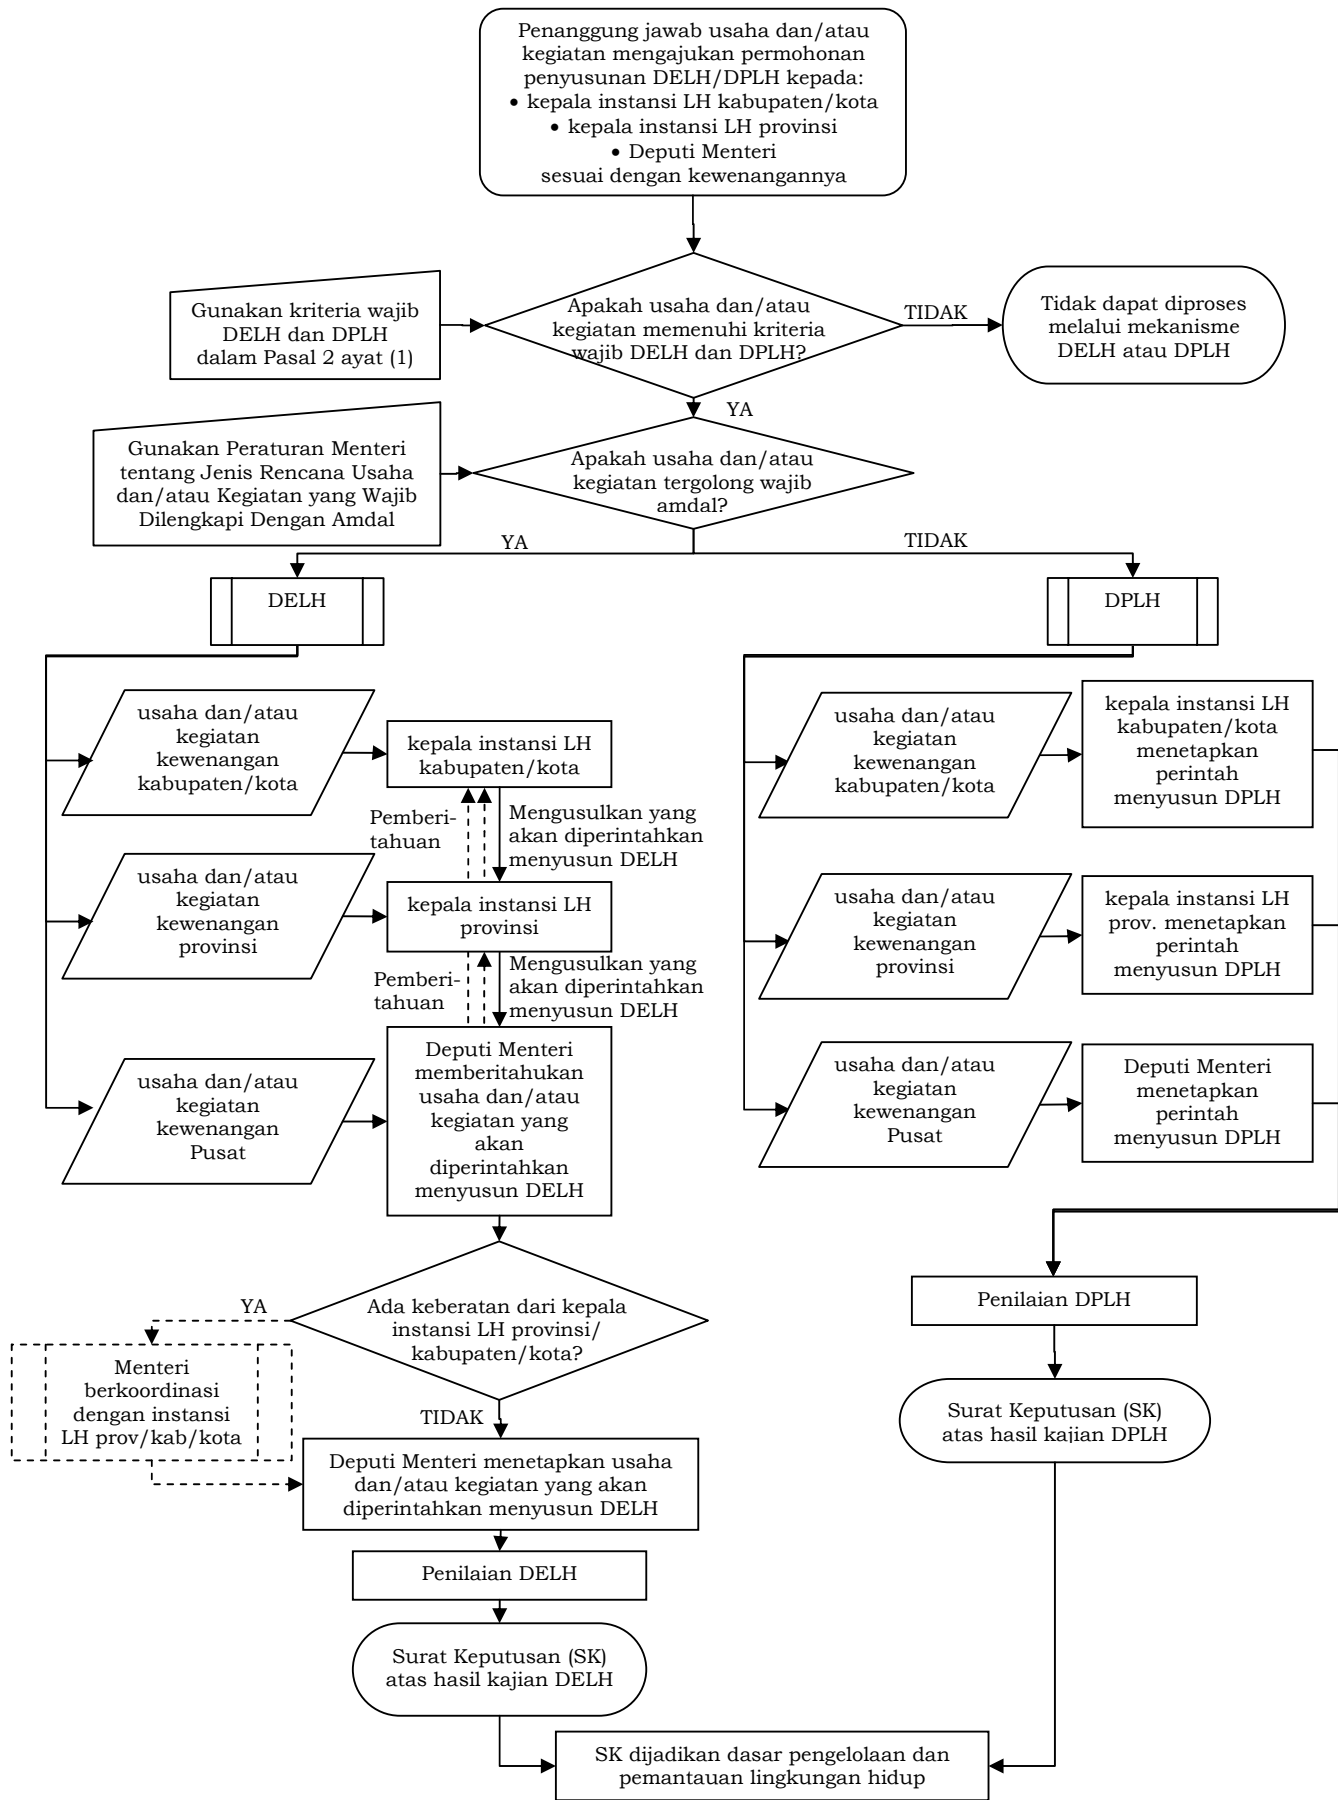 Penanggung jawab usaha dan/atau
kegiatan mengajukan permohonan
penyusunan DELH/DPLH kepada:
• kepala instansi LH kabupaten/kota
• kepala instansi LH provinsi
• Deputi Menteri
sesuai dengan kewenangannya
Gunakan kriteria wajib
DELH dan DPLH
dalam Pasal 2 ayat (1)
Apakah usaha dan/atau
kegiatan memenuhi kriteria
wajib DELH dan DPLH?
TIDAK
Tidak dapat diproses
melalui mekanisme
DELH atau DPLH
YA
Gunakan Peraturan Menteri
tentang Jenis Rencana Usaha
dan/atau Kegiatan yang Wajib
Dilengkapi Dengan Amdal
Apakah usaha dan/atau
kegiatan tergolong wajib
amdal?
YA
TIDAK
DELH
DPLH
usaha dan/atau
kegiatan
kewenangan
kabupaten/kota
kepala instansi LH
kabupaten/kota
Pemberi-
tahuan
Mengusulkan yang
akan diperintahkan
menyusun DELH
usaha dan/atau
kegiatan
kewenangan
provinsi
kepala instansi LH
provinsi
Pemberi-
tahuan
Mengusulkan yang
akan diperintahkan
menyusun DELH
usaha dan/atau
kegiatan
kewenangan
Pusat
Deputi Menteri
memberitahukan
usaha dan/atau
kegiatan yang
akan
diperintahkan
menyusun DELH
usaha dan/atau
kegiatan
kewenangan
kabupaten/kota
kepala instansi LH
kabupaten/kota
menetapkan
perintah
menyusun DPLH
usaha dan/atau
kegiatan
kewenangan
provinsi
kepala instansi LH
prov. menetapkan
perintah
menyusun DPLH
usaha dan/atau
kegiatan
kewenangan
Pusat
Deputi Menteri
menetapkan
perintah
menyusun DPLH
Ada keberatan dari kepala
instansi LH provinsi/
kabupaten/kota?
YA
Menteri
berkoordinasi
dengan instansi
LH prov/kab/kota
TIDAK
Deputi Menteri menetapkan usaha
dan/atau kegiatan yang akan
diperintahkan menyusun DELH
Penilaian DELH
Surat Keputusan (SK)
atas hasil kajian DELH
Penilaian DPLH
Surat Keputusan (SK)
atas hasil kajian DPLH
SK dijadikan dasar pengelolaan dan
pemantauan lingkungan hidup